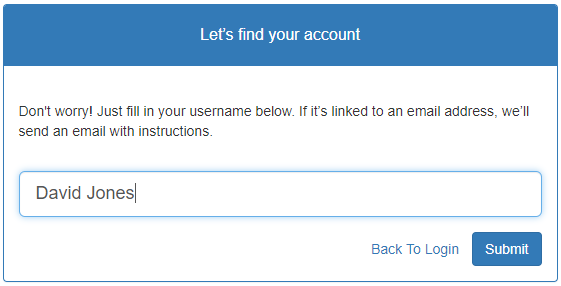 Let's find your account
Don't worry! Just fill in your username below. If it’s linked to an email address, we’ll
send an email with instructions.
David Jones
Back To Login Submit